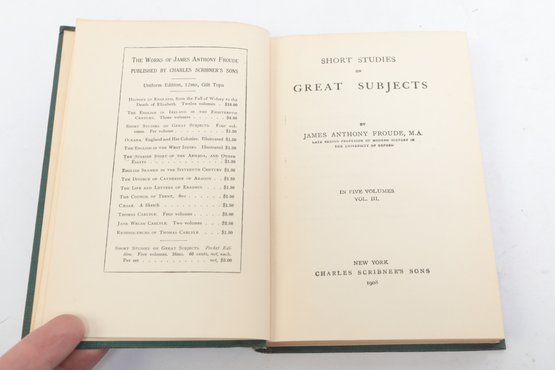 THE WORKS OF JAMES ANTHONY FROUDE
PUBLISHED BY CHARLES SCRIBNER'S SONS
Uniform Edition, 12mo, Gilt Tops
HISTORY OF ENGLAND, from the Fall of Wolsey to the
Death of Elizabeth. Twelve volumes . $18.00
THE ENGLISH IN IRELAND IN THE EIGHTEENTH
CENTURY. Three volumes . . . $4.50
SHORT STUDIES ON GREAT SUBJECTS. Five vol-
umes. Per volume . . . $1.50
OCEANA. England and Her Colonies. Illustrated $1.50
THE ENGLISH IN THE WEST INDIES. Illustrated $1.50
THE SPANISH STORY OF THE ARMADA, AND OTHER
ESSAYS . . . $1.50
ENGLISH SEAMEN IN THE SIXTEENTH CENTURY . $1.50
THE DIVORCE OF CATHERINE OF ARAGON . . $1.50
THE LIFE AND LETTERS OF ERASMUS . . $1.50
THE COUNCIL OF TRENT, 8vo . . . $1.50
CÆSAR. A Sketch . . . $1.50
THOMAS CARLYLE. Four volumes . . $2.00
JANE WELSH CARLYLE. Two volumes . . $2.00
REMINISCENCES OF THOMAS CARLYLE. . . $1.50
SHORT STUDIES ON GREAT SUBJECTS. Pocket Edi-
tion. Five volumes. 16mo. 60 cents, net, each.
Per set . . . net, $3.00
SHORT STUDIES
ON
GREAT SUBJECTS
BY
JAMES ANTHONY FROUDE, M.A.
LATE REGIUS PROFESSOR OF MODERN HISTORY IN
THE UNIVERSITY OF OXFORD
IN FIVE VOLUMES
VOL. III.
NEW YORK
CHARLES SCRIBNER'S SONS
1908